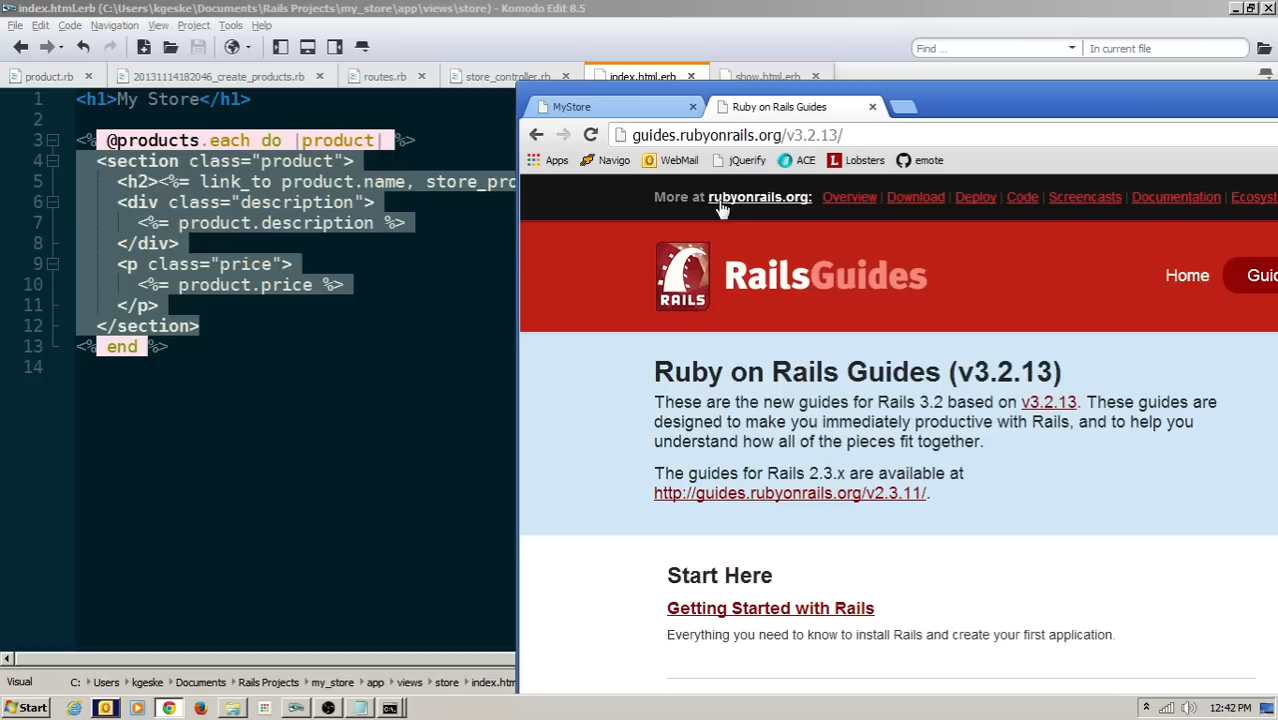 index.html.erb (C:\Users\kgeske\Documents\Rails Projects\my_store\app\views\store) - Komodo Edit 8.5
File Edit Code Navigation View Project Tools Help
Find ... In current file
product.rb 20131114182046_create_products.rb routes.rb store_controller.rb index.html.erb show.html.erb
1 <h1>My Store</h1>
2
3 <% @products.each do |product| %>
4 <section class="product">
5 <h2><%= link_to product.name, store_pro
6 <div class="description">
7 <%= product.description %>
8 </div>
9 <p class="price">
10 <%= product.price %>
11 </p>
12 </section>
13 <% end %>
14
MyStore Ruby on Rails Guides
guides.rubyonrails.org/v3.2.13/
Apps Navigo WebMail jQuerify ACE Lobsters emote
More at rubyonrails.org: Overview | Download | Deploy | Code | Screencasts | Documentation | Ecosyst
RAILS
RailsGuides
Home Guid
Ruby on Rails Guides (v3.2.13)
These are the new guides for Rails 3.2 based on v3.2.13. These guides are
designed to make you immediately productive with Rails, and to help you
understand how all of the pieces fit together.
The guides for Rails 2.3.x are available at
http://guides.rubyonrails.org/v2.3.11/.
Start Here
Getting Started with Rails
Everything you need to know to install Rails and create your first application.
Visual C: Users kgeske Documents Rails Projects my_store app views store index.htm
Start 12:42 PM